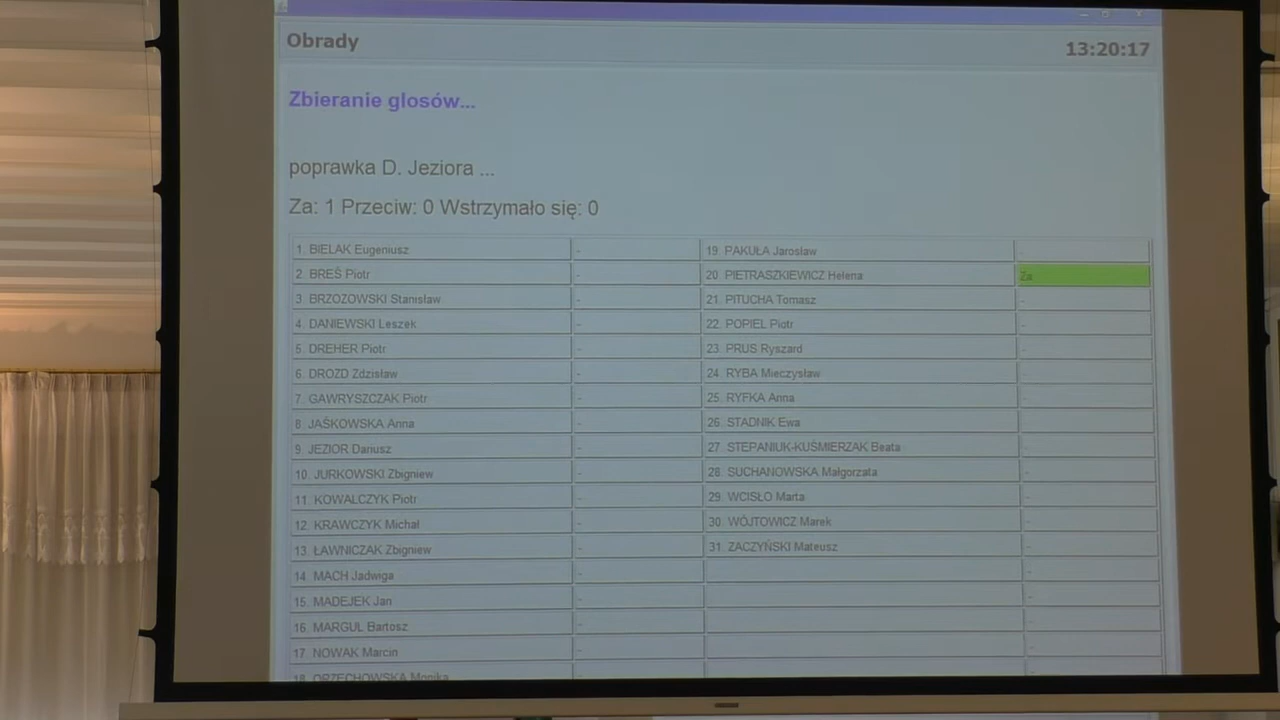 Obrady
13:20:17
Zbieranie glosów...
poprawka D. Jeziora ...
Za: 1 Przeciw: 0 Wstrzymało się: 0
1. BIELAK Eugeniusz -
2. BREŚ Piotr -
3. BRZOZOWSKI Stanisław -
4. DANIEWSKI Leszek -
5. DREHER Piotr -
6. DROZD Zdzisław -
7. GAWRYSZCZAK Piotr -
8. JAŚKOWSKA Anna -
9. JEZIOR Dariusz -
10. JURKOWSKI Zbigniew -
11. KOWALCZYK Piotr -
12. KRAWCZYK Michał -
13. ŁAWNICZAK Zbigniew -
14. MACH Jadwiga -
15. MADEJEK Jan -
16. MARGUL Bartosz -
17. NOWAK Marcin -
18. ORZECHOWSKA Monika
19. PAKUŁA Jarosław
20. PIETRASZKIEWICZ Helena Za
21. PITUCHA Tomasz -
22. POPIEL Piotr -
23. PRUS Ryszard -
24. RYBA Mieczysław -
25. RYFKA Anna -
26. STADNIK Ewa -
27. STEPANIUK-KUŚMIERZAK Beata -
28. SUCHANOWSKA Małgorzata -
29. WCISŁO Marta -
30. WÓJTOWICZ Marek -
31. ZACZYŃSKI Mateusz -